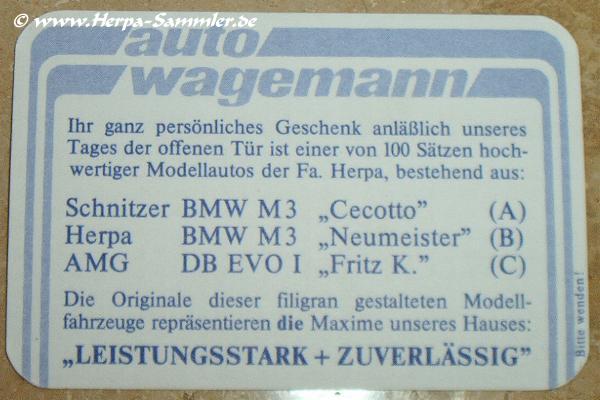 © www.Herpa-Sammler.de
auto
wagemann
Ihr ganz persönliches Geschenk anläßlich unseres
Tages der offenen Tür ist einer von 100 Sätzen hoch-
wertiger Modellautos der Fa. Herpa, bestehend aus:
Schnitzer BMW M3 „Cecotto” (A)
Herpa BMW M3 „Neumeister” (B)
AMG DB EVO I „Fritz K.” (C)
Die Originale dieser filigran gestalteten Modell-
fahrzeuge repräsentieren die Maxime unseres Hauses:
„LEISTUNGSSTARK + ZUVERLÄSSIG”
Bitte wenden!